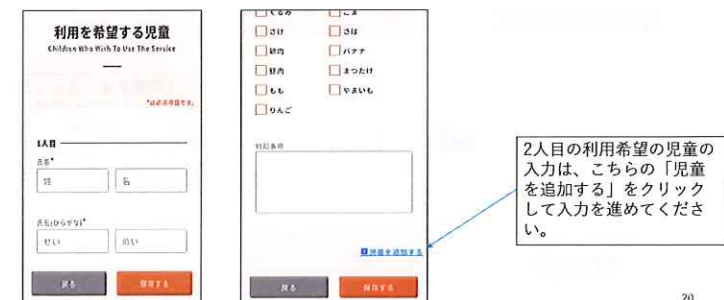 利用を希望する児童
Children Who Wish To Use The Service
*は必須項目です。
1人目
氏名*
姓
名
氏名(ひらがな)*
せい
めい
戻る
保存する
くるみ
ごま
さけ
さば
鶏肉
バナナ
豚肉
まつたけ
もも
やまいも
りんご
特記事項
児童を追加する
戻る
保存する
2人目の利用希望の児童の
入力は、こちらの「児童
を追加する」をクリック
して入力を進めてくださ
い。
20